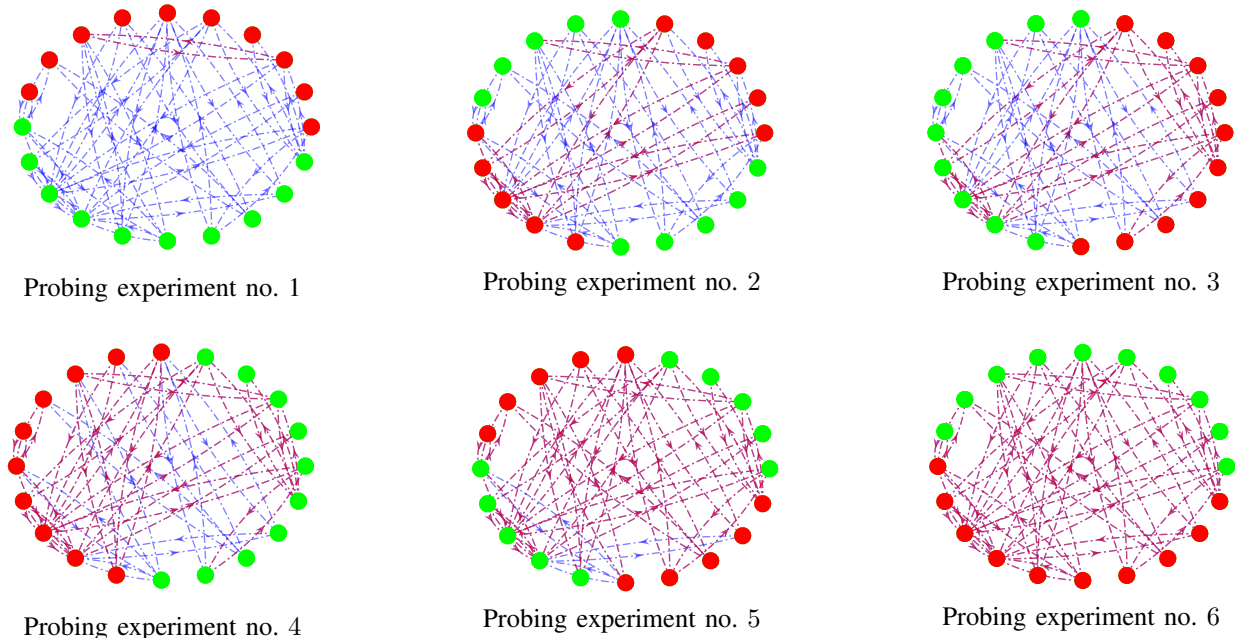 Probing experiment no. 1
Probing experiment no. 2
Probing experiment no. 3
Probing experiment no. 4
Probing experiment no. 5
Probing experiment no. 6